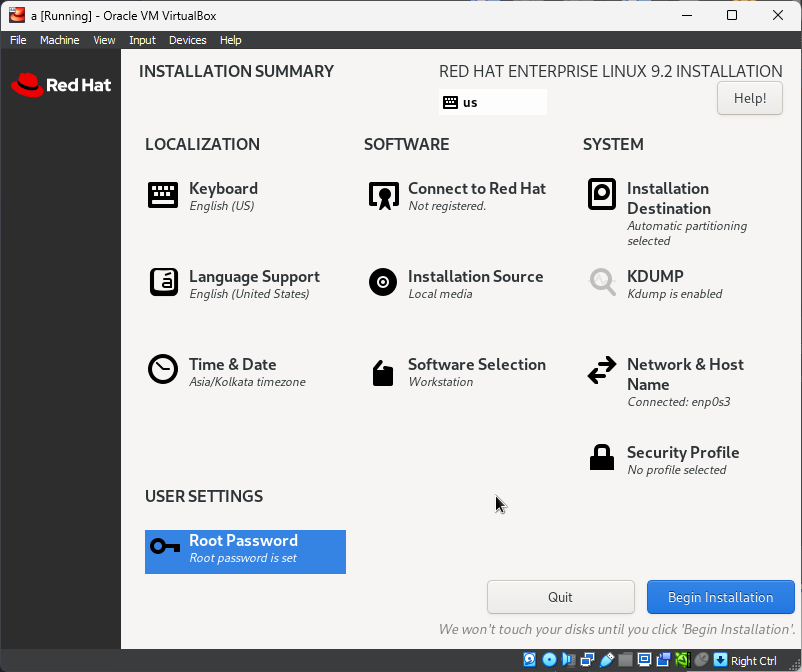 a [Running] - Oracle VM VirtualBox
File Machine View Input Devices Help
Red Hat
INSTALLATION SUMMARY
RED HAT ENTERPRISE LINUX 9.2 INSTALLATION
us
Help!
LOCALIZATION
Keyboard
English (US)
Language Support
English (United States)
Time & Date
Asia/Kolkata timezone
SOFTWARE
Connect to Red Hat
Not registered.
Installation Source
Local media
Software Selection
Workstation
SYSTEM
Installation
Destination
Automatic partitioning
selected
KDUMP
Kdump is enabled
Network & Host
Name
Connected: enp0s3
Security Profile
No profile selected
USER SETTINGS
Root Password
Root password is set
Quit
Begin Installation
We won't touch your disks until you click 'Begin Installation'.
Right Ctrl